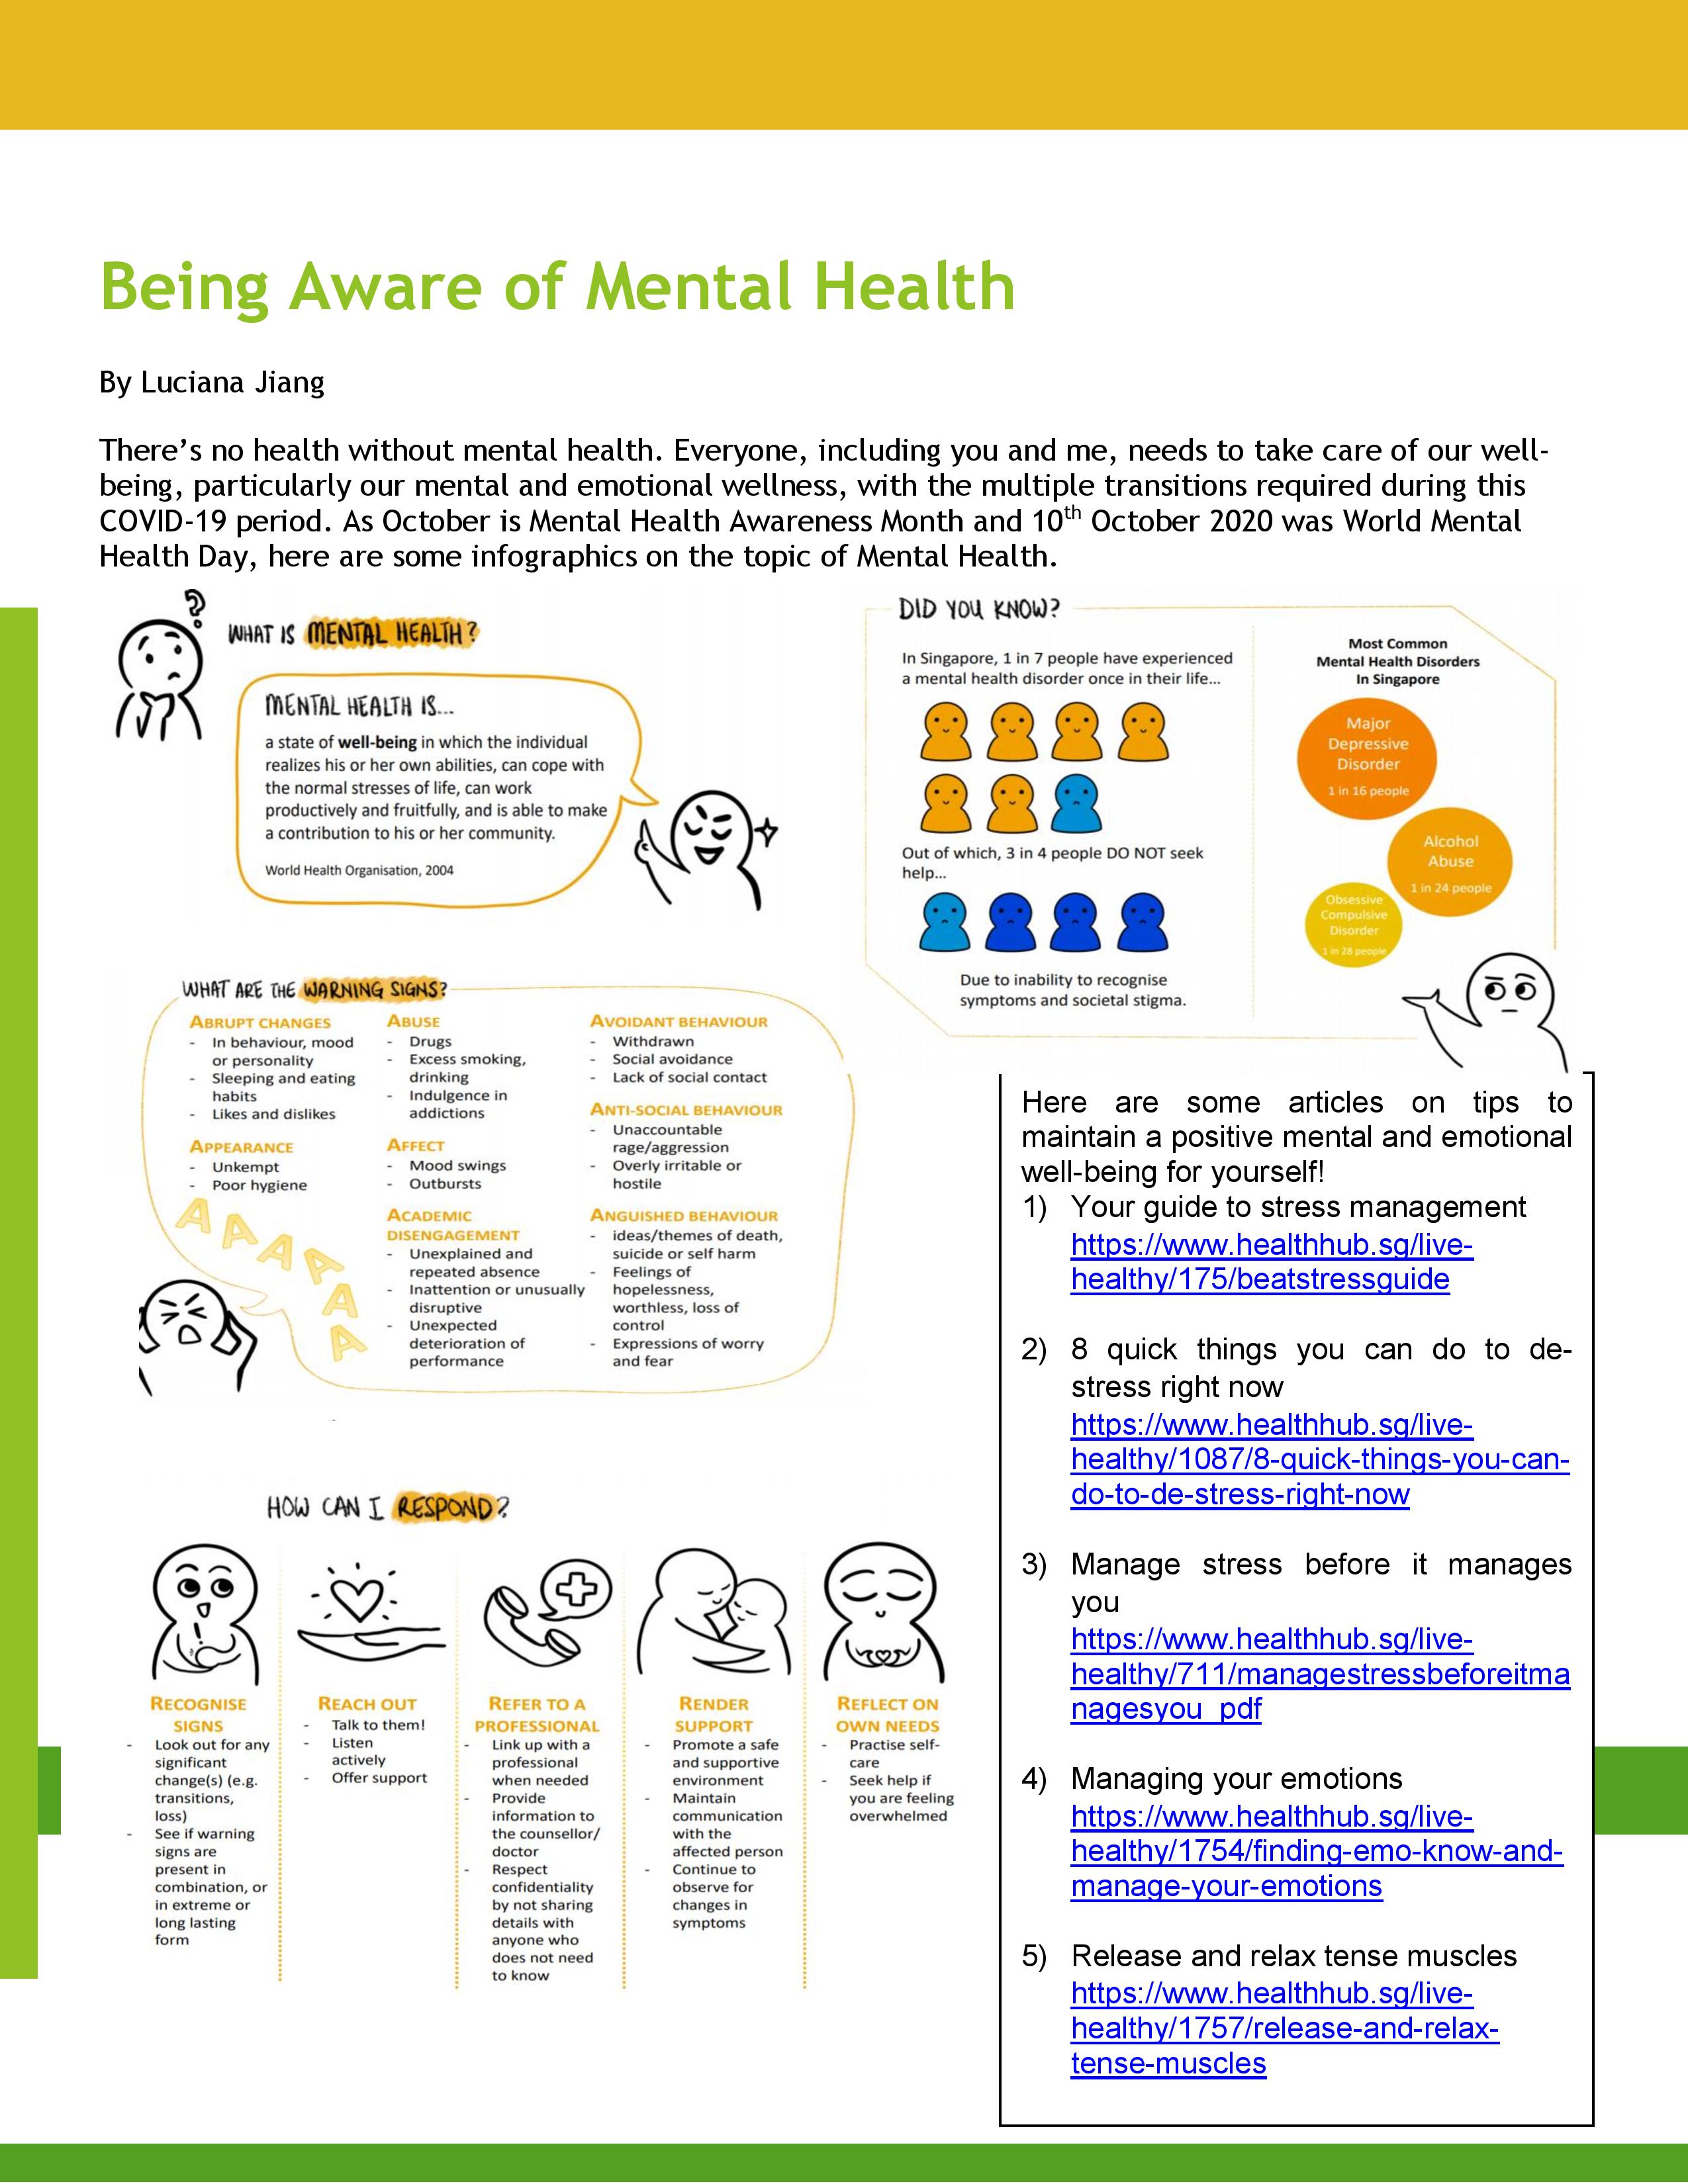 Being Aware of Mental Health
By Luciana Jiang
There's no health without mental health. Everyone, including you and me, needs to take care of our well-
being, particularly our mental and emotional wellness, with the multiple transitions required during this
COVID-19 period. As October is Mental Health Awareness Month and 10th October 2020 was World Mental
Health Day, here are some infographics on the topic of Mental Health.
?
WHAT IS MENTAL HEALTH?
MENTAL HEALTH IS...
a state of well-being in which the individual
realizes his or her own abilities, can cope with
the normal stresses of life, can work
productively and fruitfully, and is able to make
a contribution to his or her community.
World Health Organisation, 2004
DID YOU KNOW?
In Singapore, 1 in 7 people have experienced
a mental health disorder once in their life...
Out of which, 3 in 4 people DO NOT seek
help...
Due to inability to recognise
symptoms and societal stigma.
Most Common
Mental Health Disorders
In Singapore
Major
Depressive
Disorder
1 in 16 people
Alcohol
Abuse
1 in 24 people
Obsessive
Compulsive
Disorder
1 in 28 people
WHAT ARE THE WARNING SIGNS?
ABRUPT CHANGES
- In behaviour, mood
or personality
- Sleeping and eating
habits
- Likes and dislikes
APPEARANCE
- Unkempt
- Poor hygiene
A A A A A A
ABUSE
- Drugs
- Excess smoking,
drinking
- Indulgence in
addictions
AFFECT
- Mood swings
- Outbursts
ACADEMIC
DISENGAGEMENT
- Unexplained and
repeated absence
- Inattention or unusually
disruptive
- Unexpected
deterioration of
performance
AVOIDANT BEHAVIOUR
- Withdrawn
- Social avoidance
- Lack of social contact
ANTI-SOCIAL BEHAVIOUR
- Unaccountable
rage/aggression
- Overly irritable or
hostile
ANGUISHED BEHAVIOUR
- ideas/themes of death,
suicide or self harm
- Feelings of
hopelessness,
worthless, loss of
control
- Expressions of worry
and fear
HOW CAN I RESPOND?
RECOGNISE
SIGNS
- Look out for any
significant
change(s) (e.g.
transitions,
loss)
- See if warning
signs are
present in
combination, or
in extreme or
long lasting
form
REACH OUT
- Talk to them!
- Listen
actively
- Offer support
REFER TO A
PROFESSIONAL
- Link up with a
professional
when needed
- Provide
information to
the counsellor/
doctor
- Respect
confidentiality
by not sharing
details with
anyone who
does not need
to know
RENDER
SUPPORT
- Promote a safe
and supportive
environment
- Maintain
communication
with the
affected person
- Continue to
observe for
changes in
symptoms
REFLECT ON
OWN NEEDS
- Practise self-
care
- Seek help if
you are feeling
overwhelmed
Here are some articles on tips to
maintain a positive mental and emotional
well-being for yourself!
1) Your guide to stress management
https://www.healthhub.sg/live-
healthy/175/beatstressguide
2) 8 quick things you can do to de-
stress right now
https://www.healthhub.sg/live-
healthy/1087/8-quick-things-you-can-
do-to-de-stress-right-now
3) Manage stress before it manages
you
https://www.healthhub.sg/live-
healthy/711/managestressbeforeitma
nagesyou_pdf
4) Managing your emotions
https://www.healthhub.sg/live-
healthy/1754/finding-emo-know-and-
manage-your-emotions
5) Release and relax tense muscles
https://www.healthhub.sg/live-
healthy/1757/release-and-relax-
tense-muscles